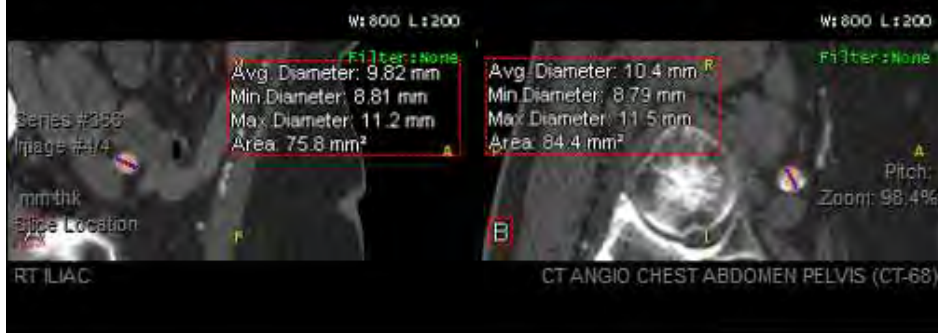 W:800 L:200
Filter:None
Avg. Diameter: 9.82 mm
Min.Diameter: 8.81 mm
Max Diameter: 11.2 mm
Area: 75.8 mm²
Series #356
Image #4/4
mm thk
Slice Location
A
P
RT ILIAC
W:800 L:200
Filter:None
Avg. Diameter: 10.4 mm
R
Min.Diameter: 8.79 mm
Max Diameter: 11.5 mm
Area: 84.4 mm²
A
Pitch:
Zoom: 98.4%
B
L
CT ANGIO CHEST ABDOMEN PELVIS (CT-68)